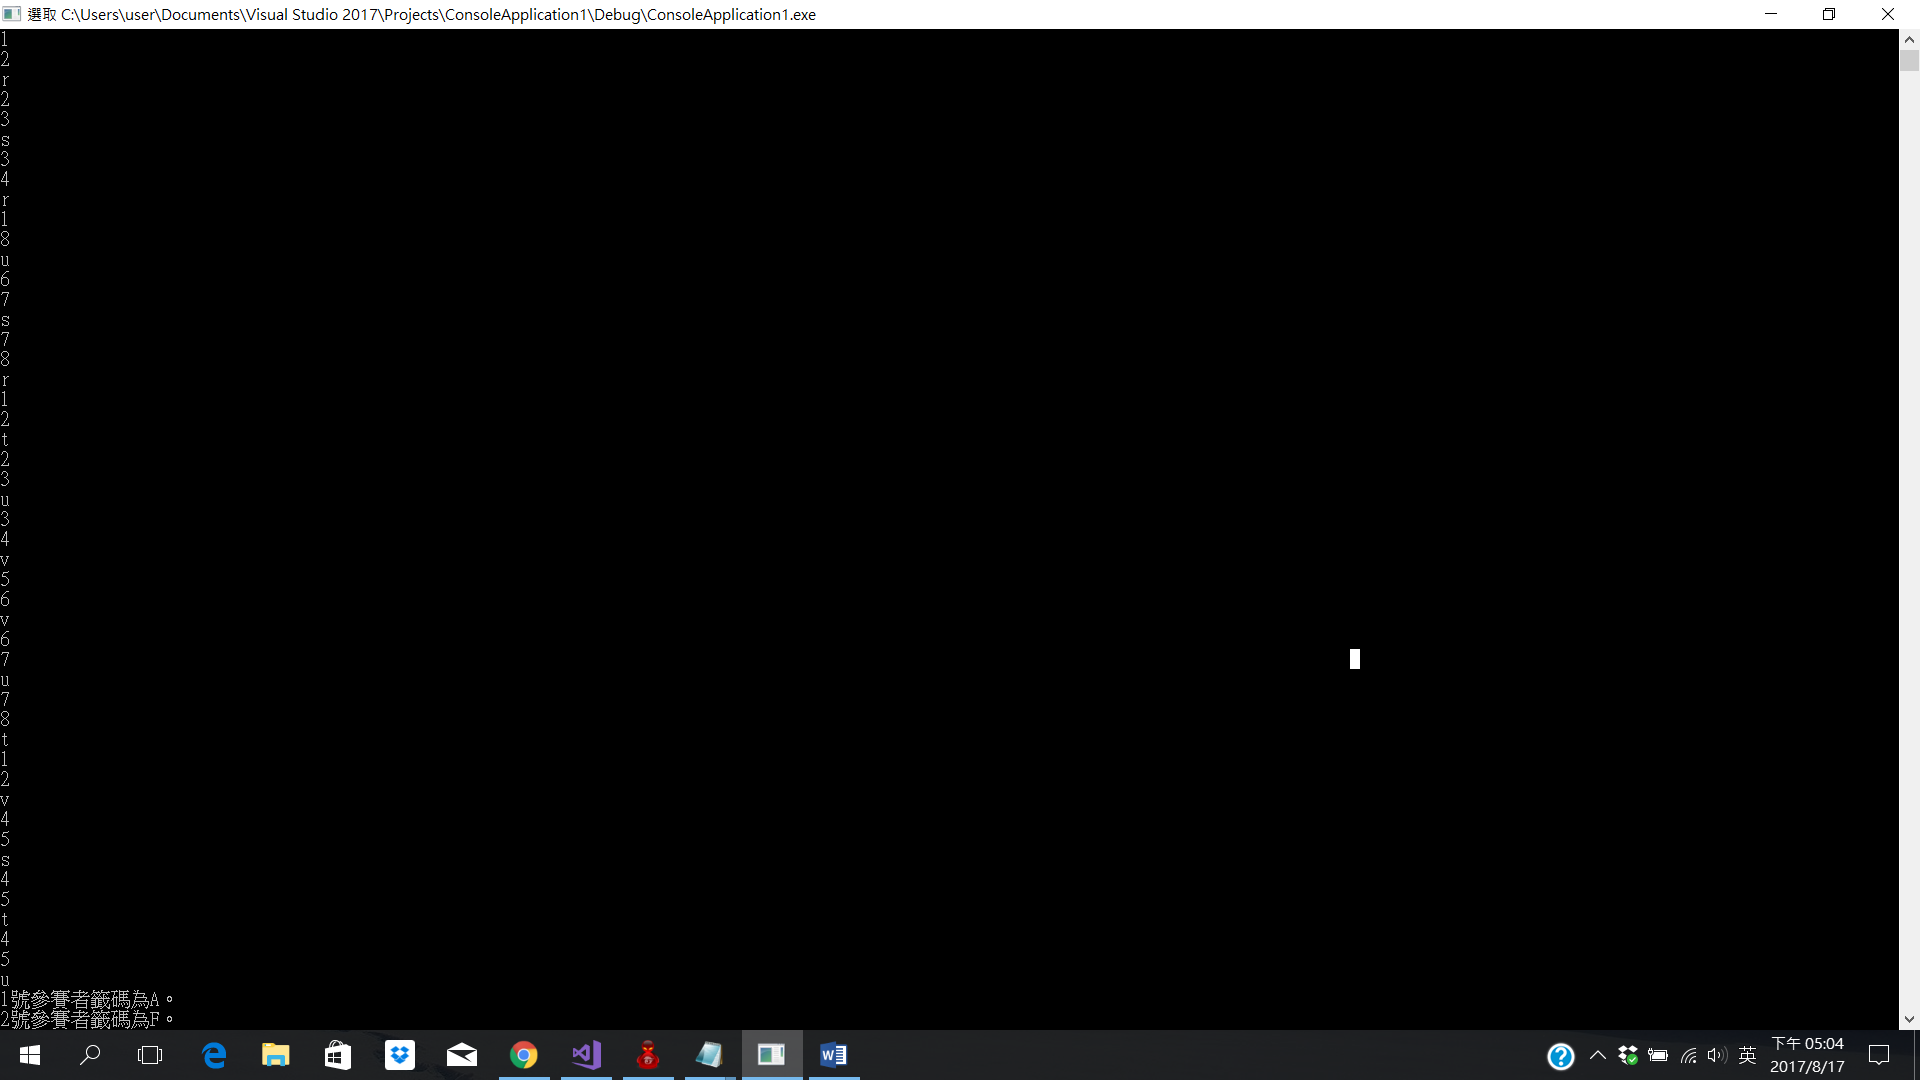 選取 C:\Users\user\Documents\Visual Studio 2017\Projects\ConsoleApplication1\Debug\ConsoleApplication1.exe
1
2
r
2
3
s
3
4
r
1
8
u
6
7
s
7
8
r
1
2
t
2
3
u
3
4
v
5
6
v
6
7
u
7
8
t
1
2
v
4
5
s
4
5
t
4
5
u
1號參賽者籤碼為A。
2號參賽者籤碼為F。
英
下午 05:04
2017/8/17